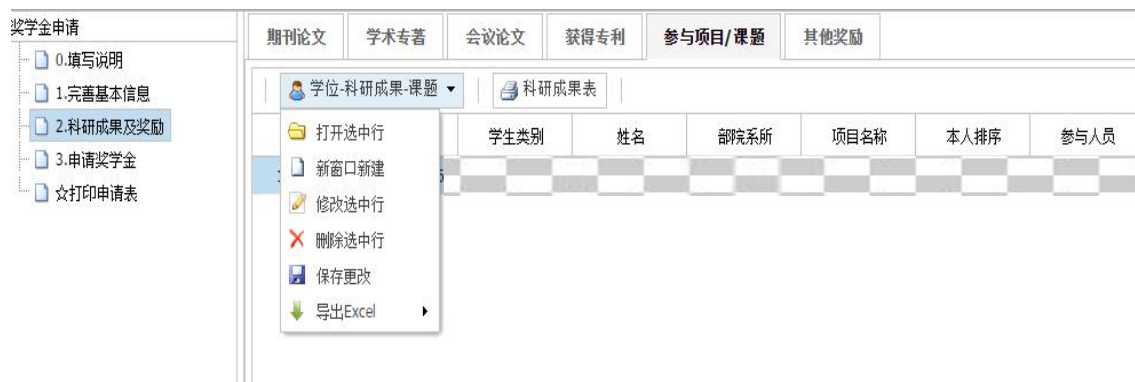 奖学金申请
0.填写说明
1.完善基本信息
2.科研成果及奖励
3.申请奖学金
☆打印申请表
期刊论文 学术专著 会议论文 获得专利 参与项目/课题 其他奖励
学位-科研成果-课题 科研成果表
学生类别 姓名 部院系所 项目名称 本人排序 参与人员
打开选中行
新窗口新建
修改选中行
删除选中行
保存更改
导出Excel